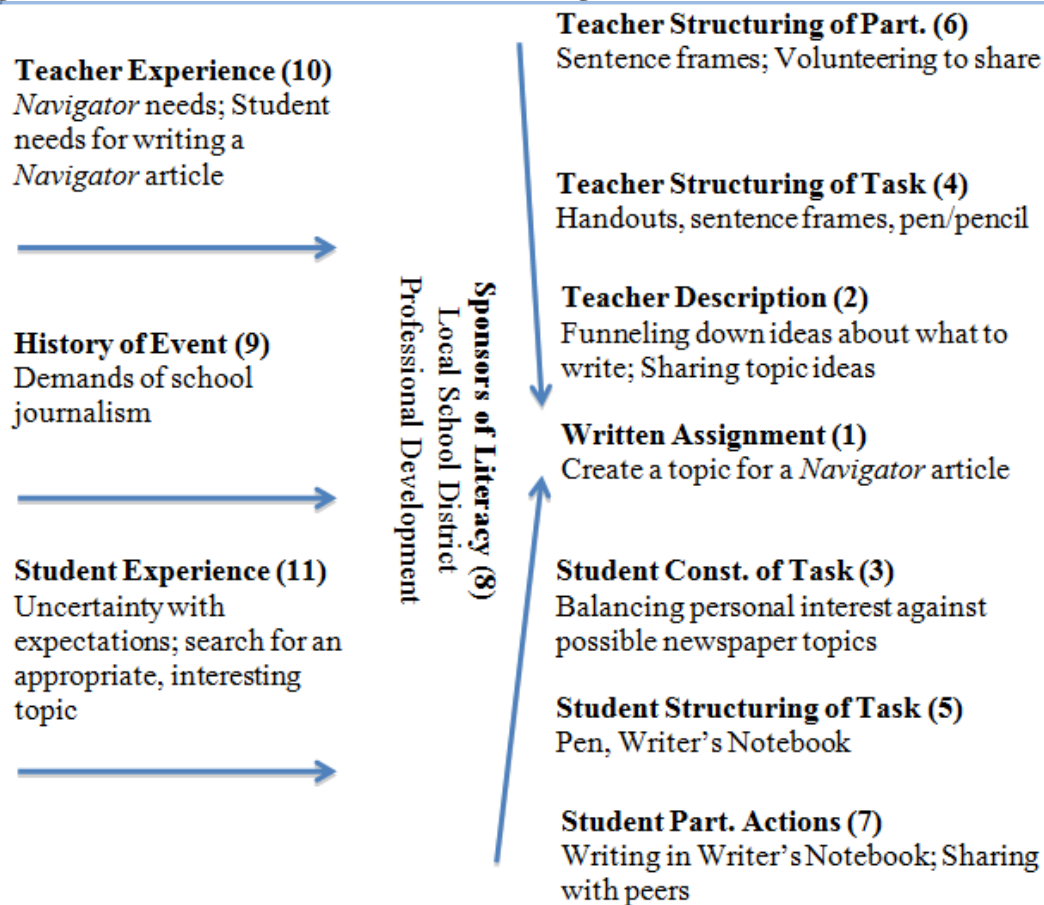 Teacher Experience (10)
Navigator needs; Student
needs for writing a
Navigator article
History of Event (9)
Demands of school
journalism
Student Experience (11)
Uncertainty with
expectations; search for an
appropriate, interesting
topic
Sponsors of Literacy (8)
Local School District
Professional Development
Teacher Structuring of Part. (6)
Sentence frames; Volunteering to share
Teacher Structuring of Task (4)
Handouts, sentence frames, pen/pencil
Teacher Description (2)
Funneling down ideas about what to
write; Sharing topic ideas
Written Assignment (1)
Create a topic for a Navigator article
Student Const. of Task (3)
Balancing personal interest against
possible newspaper topics
Student Structuring of Task (5)
Pen, Writer’s Notebook
Student Part. Actions (7)
Writing in Writer’s Notebook; Sharing
with peers